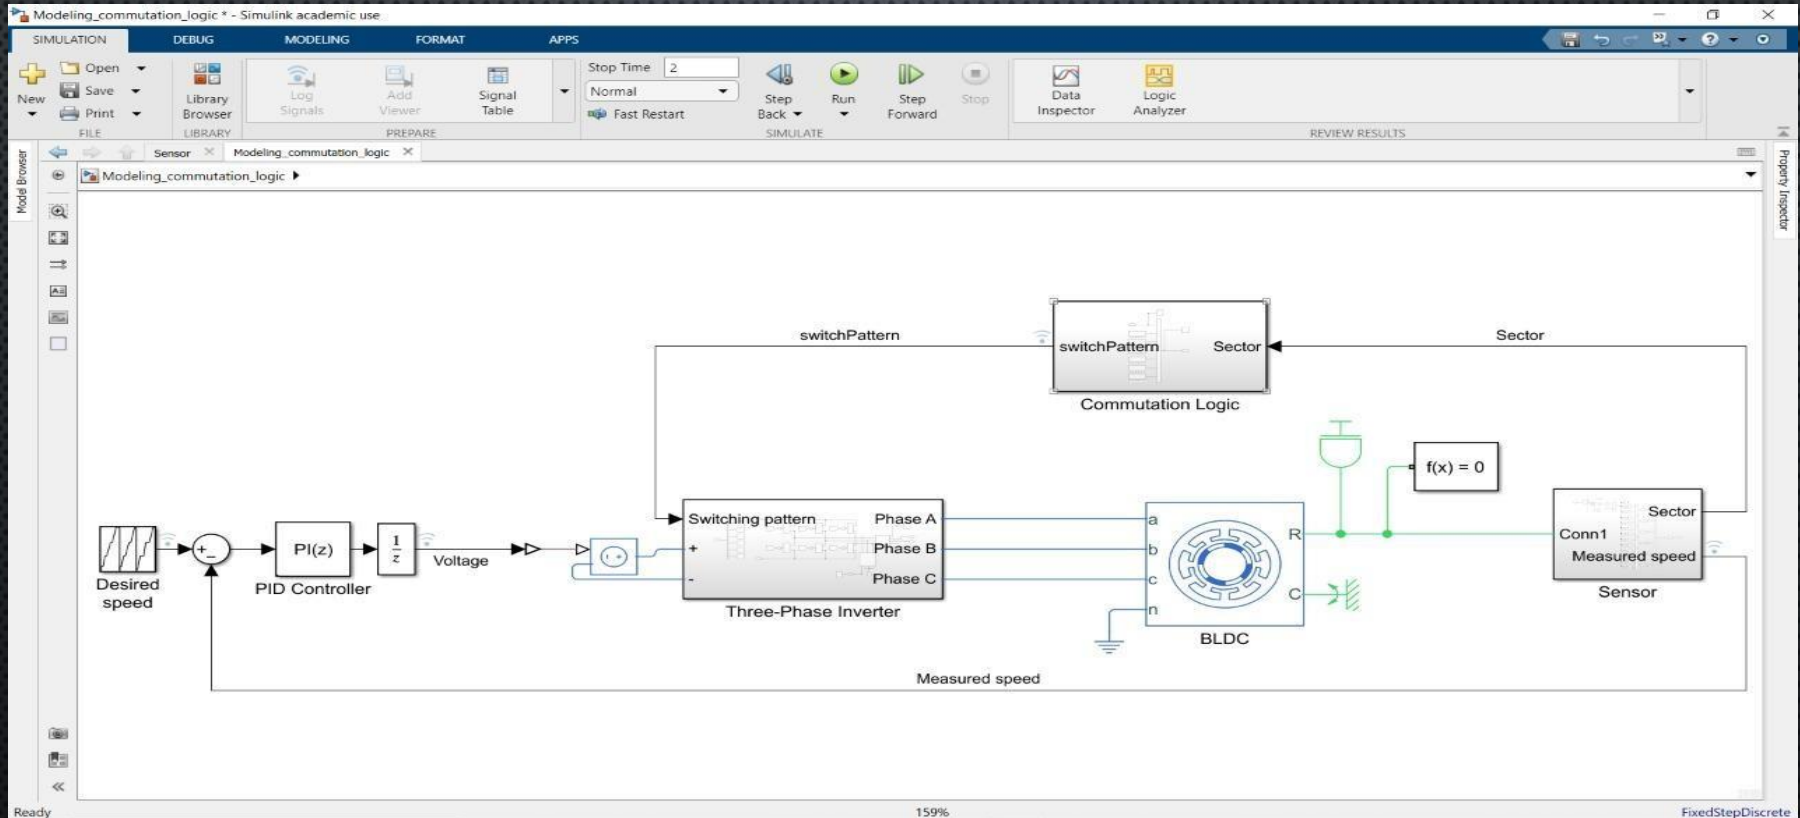 Modeling_commutation_logic * - Simulink academic use
SIMULATION DEBUG MODELING FORMAT APPS
New
Open
Save
Print
FILE
Library Browser
LIBRARY
Log Signals
Add Viewer
Signal Table
PREPARE
Stop Time 2
Normal
Fast Restart
Step Back
Run
Step Forward
Stop
SIMULATE
Data Inspector
Logic Analyzer
REVIEW RESULTS
Model Browser
Property Inspector
Sensor Modeling_commutation_logic
Modeling_commutation_logic
switchPattern
switchPattern Sector
Sector
Commutation Logic
f(x) = 0
Desired speed
+
-
PI(z)
PID Controller
1
z
Voltage
Switching pattern Phase A
+ Phase B
- Phase C
Three-Phase Inverter
a
b
c
n
R
C
BLDC
Sector
Conn1
Measured speed
Sensor
Measured speed
Ready 159% FixedStepDiscrete